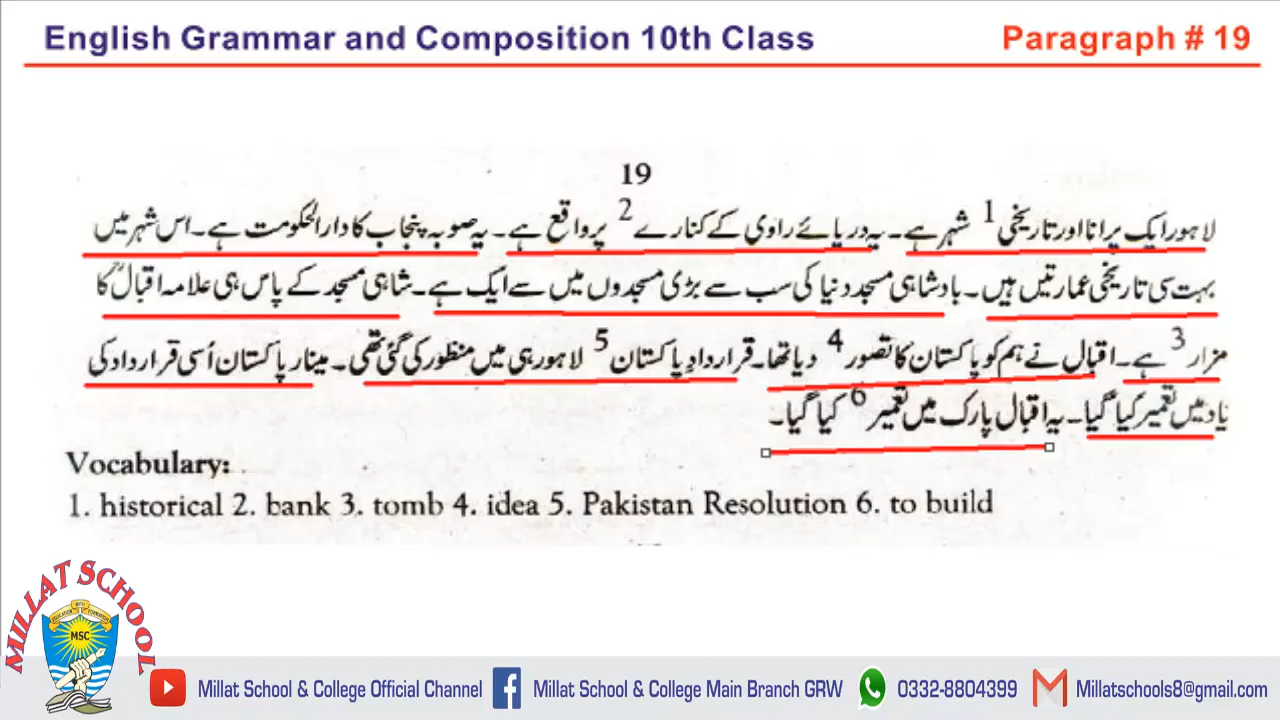 English Grammar and Composition 10th Class Paragraph # 19
19
لاہور ایک پرانا اور تاریخی 1 شہر ہے۔ یہ دریائے راوی کے کنارے 2 پر واقع ہے۔ یہ صوبہ پنجاب کا دارالحکومت ہے۔ اس شہر میں
بہت سی تاریخی عمارتیں ہیں۔ بادشاہی مسجد دنیا کی سب سے بڑی مسجدوں میں سے ایک ہے۔ شاہی مسجد کے پاس ہی علامہ اقبالؒ کا
مزار 3 ہے۔ اقبال نے ہم کو پاکستان کا تصور 4 دیا تھا۔ قراردادِ پاکستان 5 لاہور ہی میں منظور کی گئی تھی۔ مینار پاکستان اُسی قرارداد کی
یاد میں تعمیر کیا گیا۔ یہ اقبال پارک میں تعمیر 6 کیا گیا۔
Vocabulary:
1. historical 2. bank 3. tomb 4. idea 5. Pakistan Resolution 6. to build
MILLAT SCHOOL
MSC
Millat School & College Official Channel Millat School & College Main Branch GRW 0332-8804399 Millatschools8@gmail.com